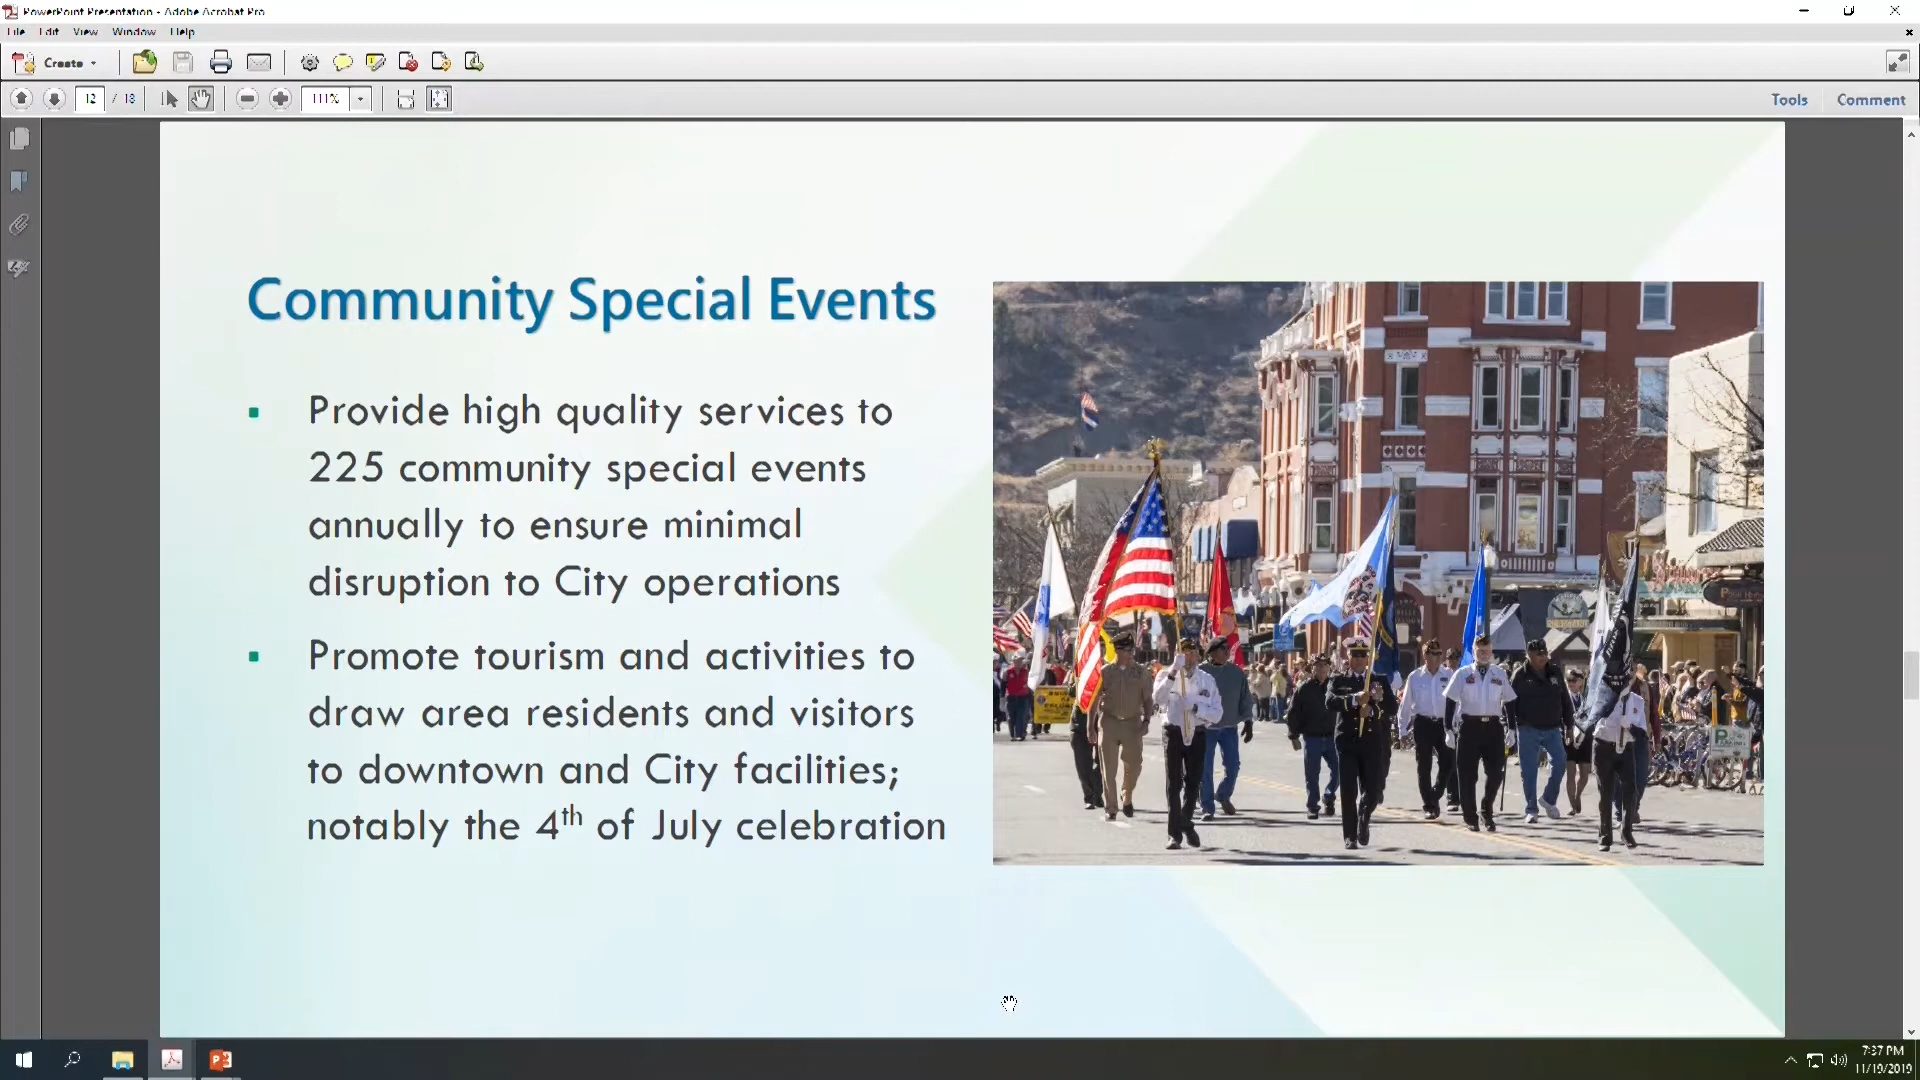 PowerPoint Presentation - Adobe Acrobat Pro
File Edit View Window Help
Create
12 / 18
111%
Tools Comment
Community Special Events
Provide high quality services to
225 community special events
annually to ensure minimal
disruption to City operations
Promote tourism and activities to
draw area residents and visitors
to downtown and City facilities;
notably the 4th of July celebration
7:37 PM
11/19/2019